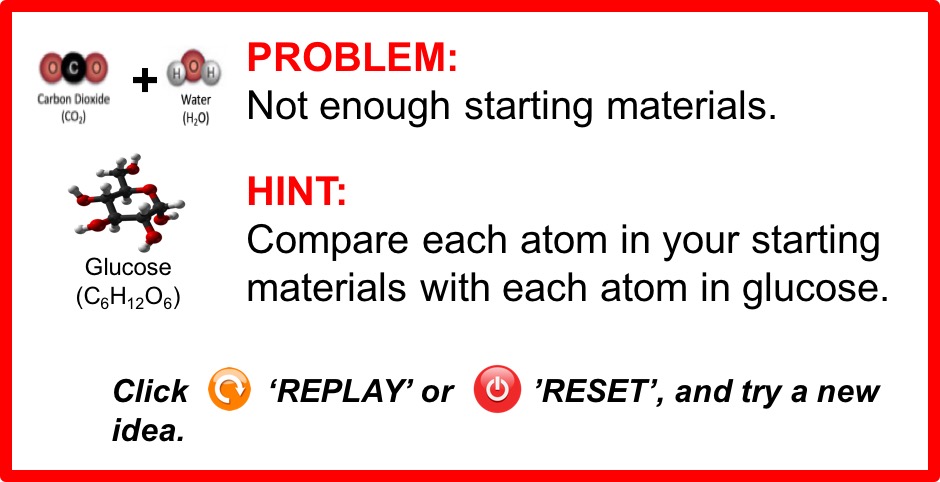 PROBLEM:
Not enough starting materials.
O C O + H O H
Carbon Dioxide
(CO₂)
Water
(H₂O)
HINT:
Compare each atom in your starting
materials with each atom in glucose.
Glucose
(C₆H₁₂O₆)
Click ‘REPLAY’ or ’RESET’, and try a new
idea.